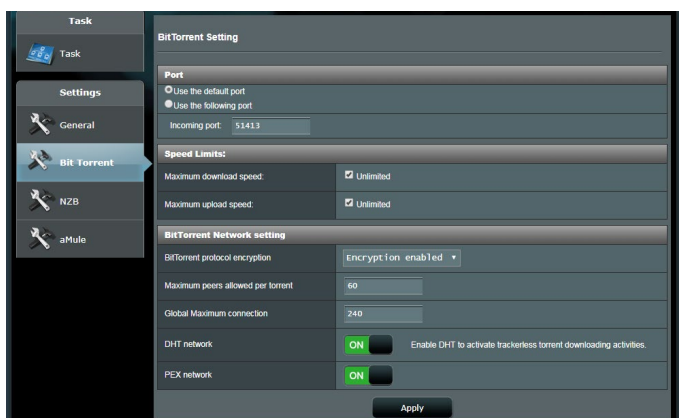 Task
Task
Settings
General
Bit Torrent
NZB
aMule
BitTorrent Setting
Port
Use the default port
Use the following port
Incoming port: 51413
Speed Limits:
Maximum download speed: Unlimited
Maximum upload speed: Unlimited
BitTorrent Network setting
BitTorrent protocol encryption Encryption enabled
Maximum peers allowed per torrent 60
Global Maximum connection 240
DHT network ON Enable DHT to activate trackerless torrent downloading activities.
PEX network ON
Apply